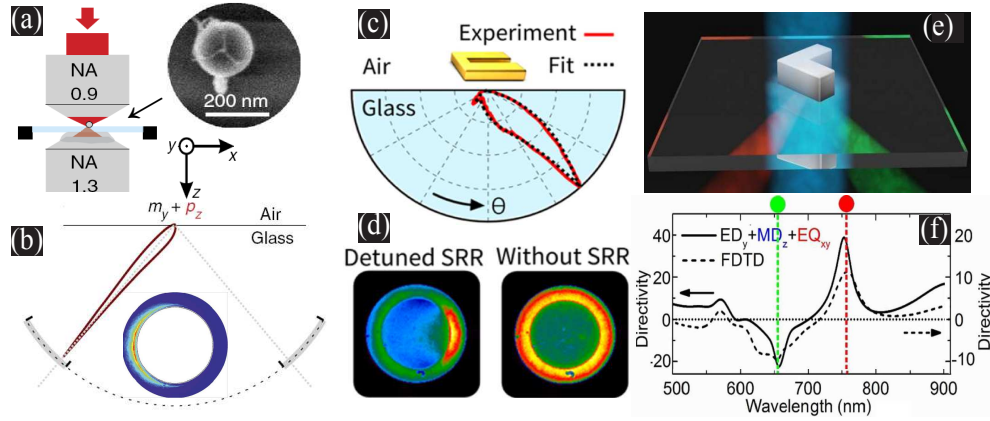 (a)
NA
0.9
200 nm
NA
1.3
y
x
z
m_y + p_z
Air
Glass
(b)
(c)
Experiment
Air
Fit
Glass
θ
(d)
Detuned SRR
Without SRR
(e)
(f)
ED_y+MD_z+EQ_xy
FDTD
Directivity
40
20
0
-20
20
10
0
-10
Directivity
500
600
700
800
900
Wavelength (nm)